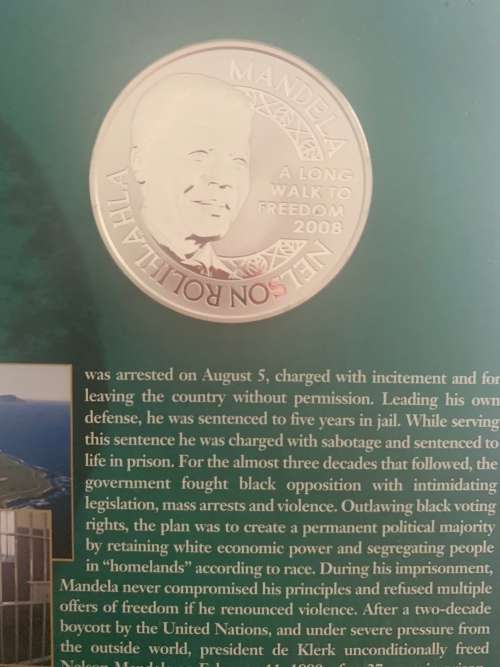 MANDELA
A LONG
WALK TO
FREEDOM
2008
NELSON ROLIHLAHLA
was arrested on August 5, charged with incitement and for
leaving the country without permission. Leading his own
defense, he was sentenced to five years in jail. While serving
this sentence he was charged with sabotage and sentenced to
life in prison. For the almost three decades that followed, the
government fought black opposition with intimidating
legislation, mass arrests and violence. Outlawing black voting
rights, the plan was to create a permanent political majority
by retaining white economic power and segregating people
in “homelands” according to race. During his imprisonment,
Mandela never compromised his principles and refused multiple
offers of freedom if he renounced violence. After a two-decade
boycott by the United Nations, and under severe pressure from
the outside world, president de Klerk unconditionally freed
Nelson Mandela